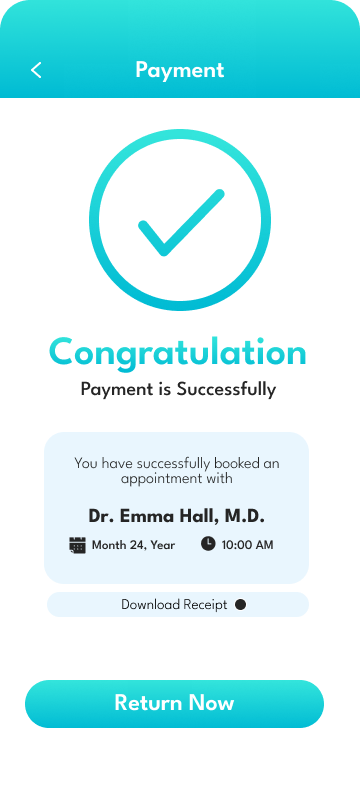 Payment
Congratulation
Payment is Successfully
You have successfully booked an
appointment with
Dr. Emma Hall, M.D.
Month 24, Year 10:00 AM
Download Receipt
Return Now